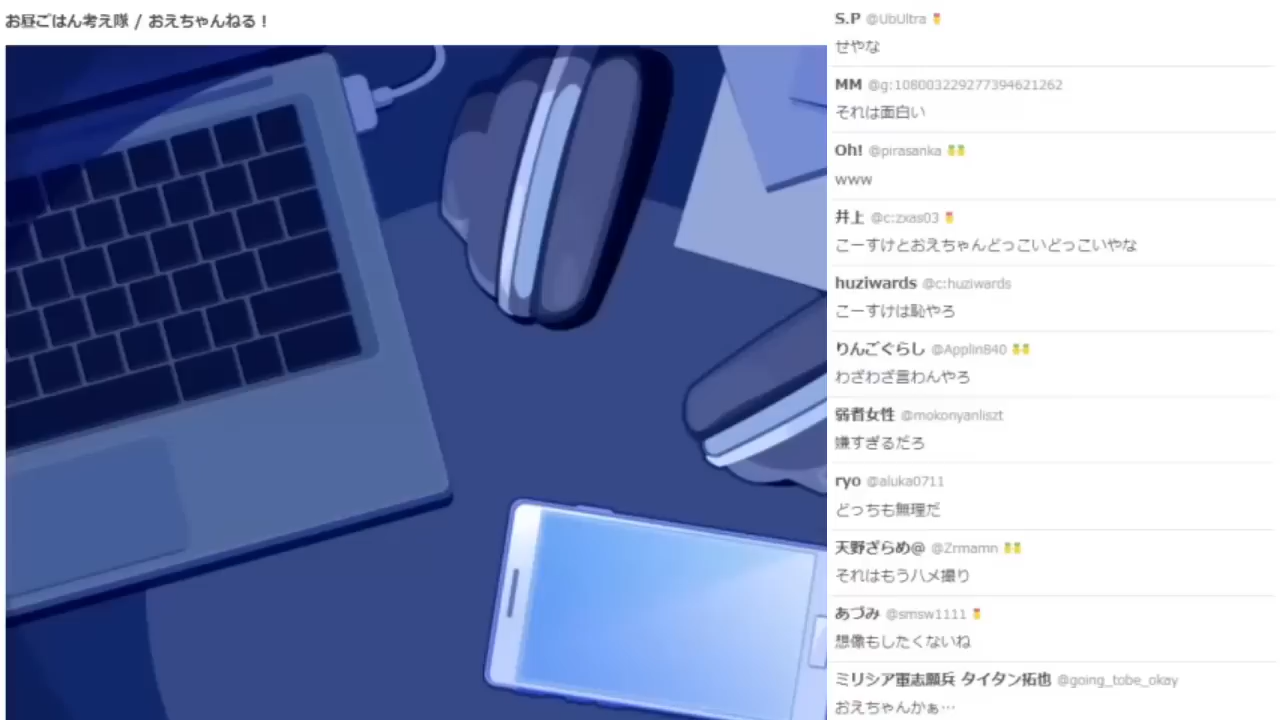 お昼ごはん考え隊 / おえちゃんねる！
S.P @UbUltra
せやな
MM @g:108003229277394621262
それは面白い
Oh! @pirasanka
www
井上 @c:zxas03
こーすけとおえちゃんどっこいどっこいやな
huziwards @c:huziwards
こーすけは恥やろ
りんごぐらし @Applin840
わざわざ言わんやろ
弱者女性 @mokonyanliszt
嫌すぎるだろ
ryo @aluka0711
どっちも無理だ
天野ざらめ@ @Zrmamn
それはもうハメ撮り
あづみ @smsw1111
想像もしたくないね
ミリシア軍志願兵 タイタン拓也 @going_tobe_okay
おえちゃんかぁ…